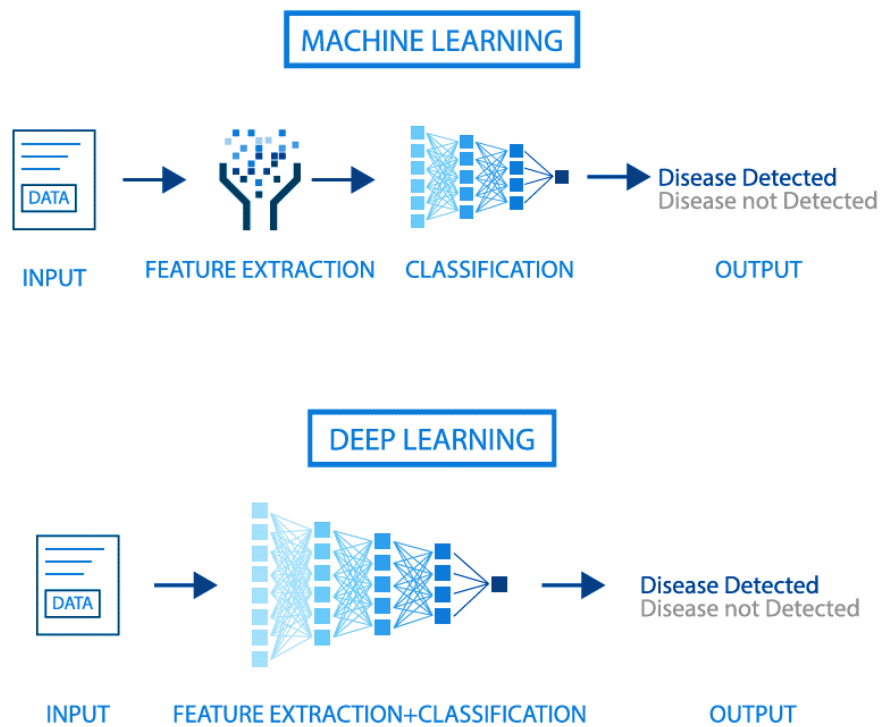 MACHINE LEARNING
DATA
Disease Detected
Disease not Detected
INPUT
FEATURE EXTRACTION
CLASSIFICATION
OUTPUT
DEEP LEARNING
DATA
Disease Detected
Disease not Detected
INPUT
FEATURE EXTRACTION+CLASSIFICATION
OUTPUT